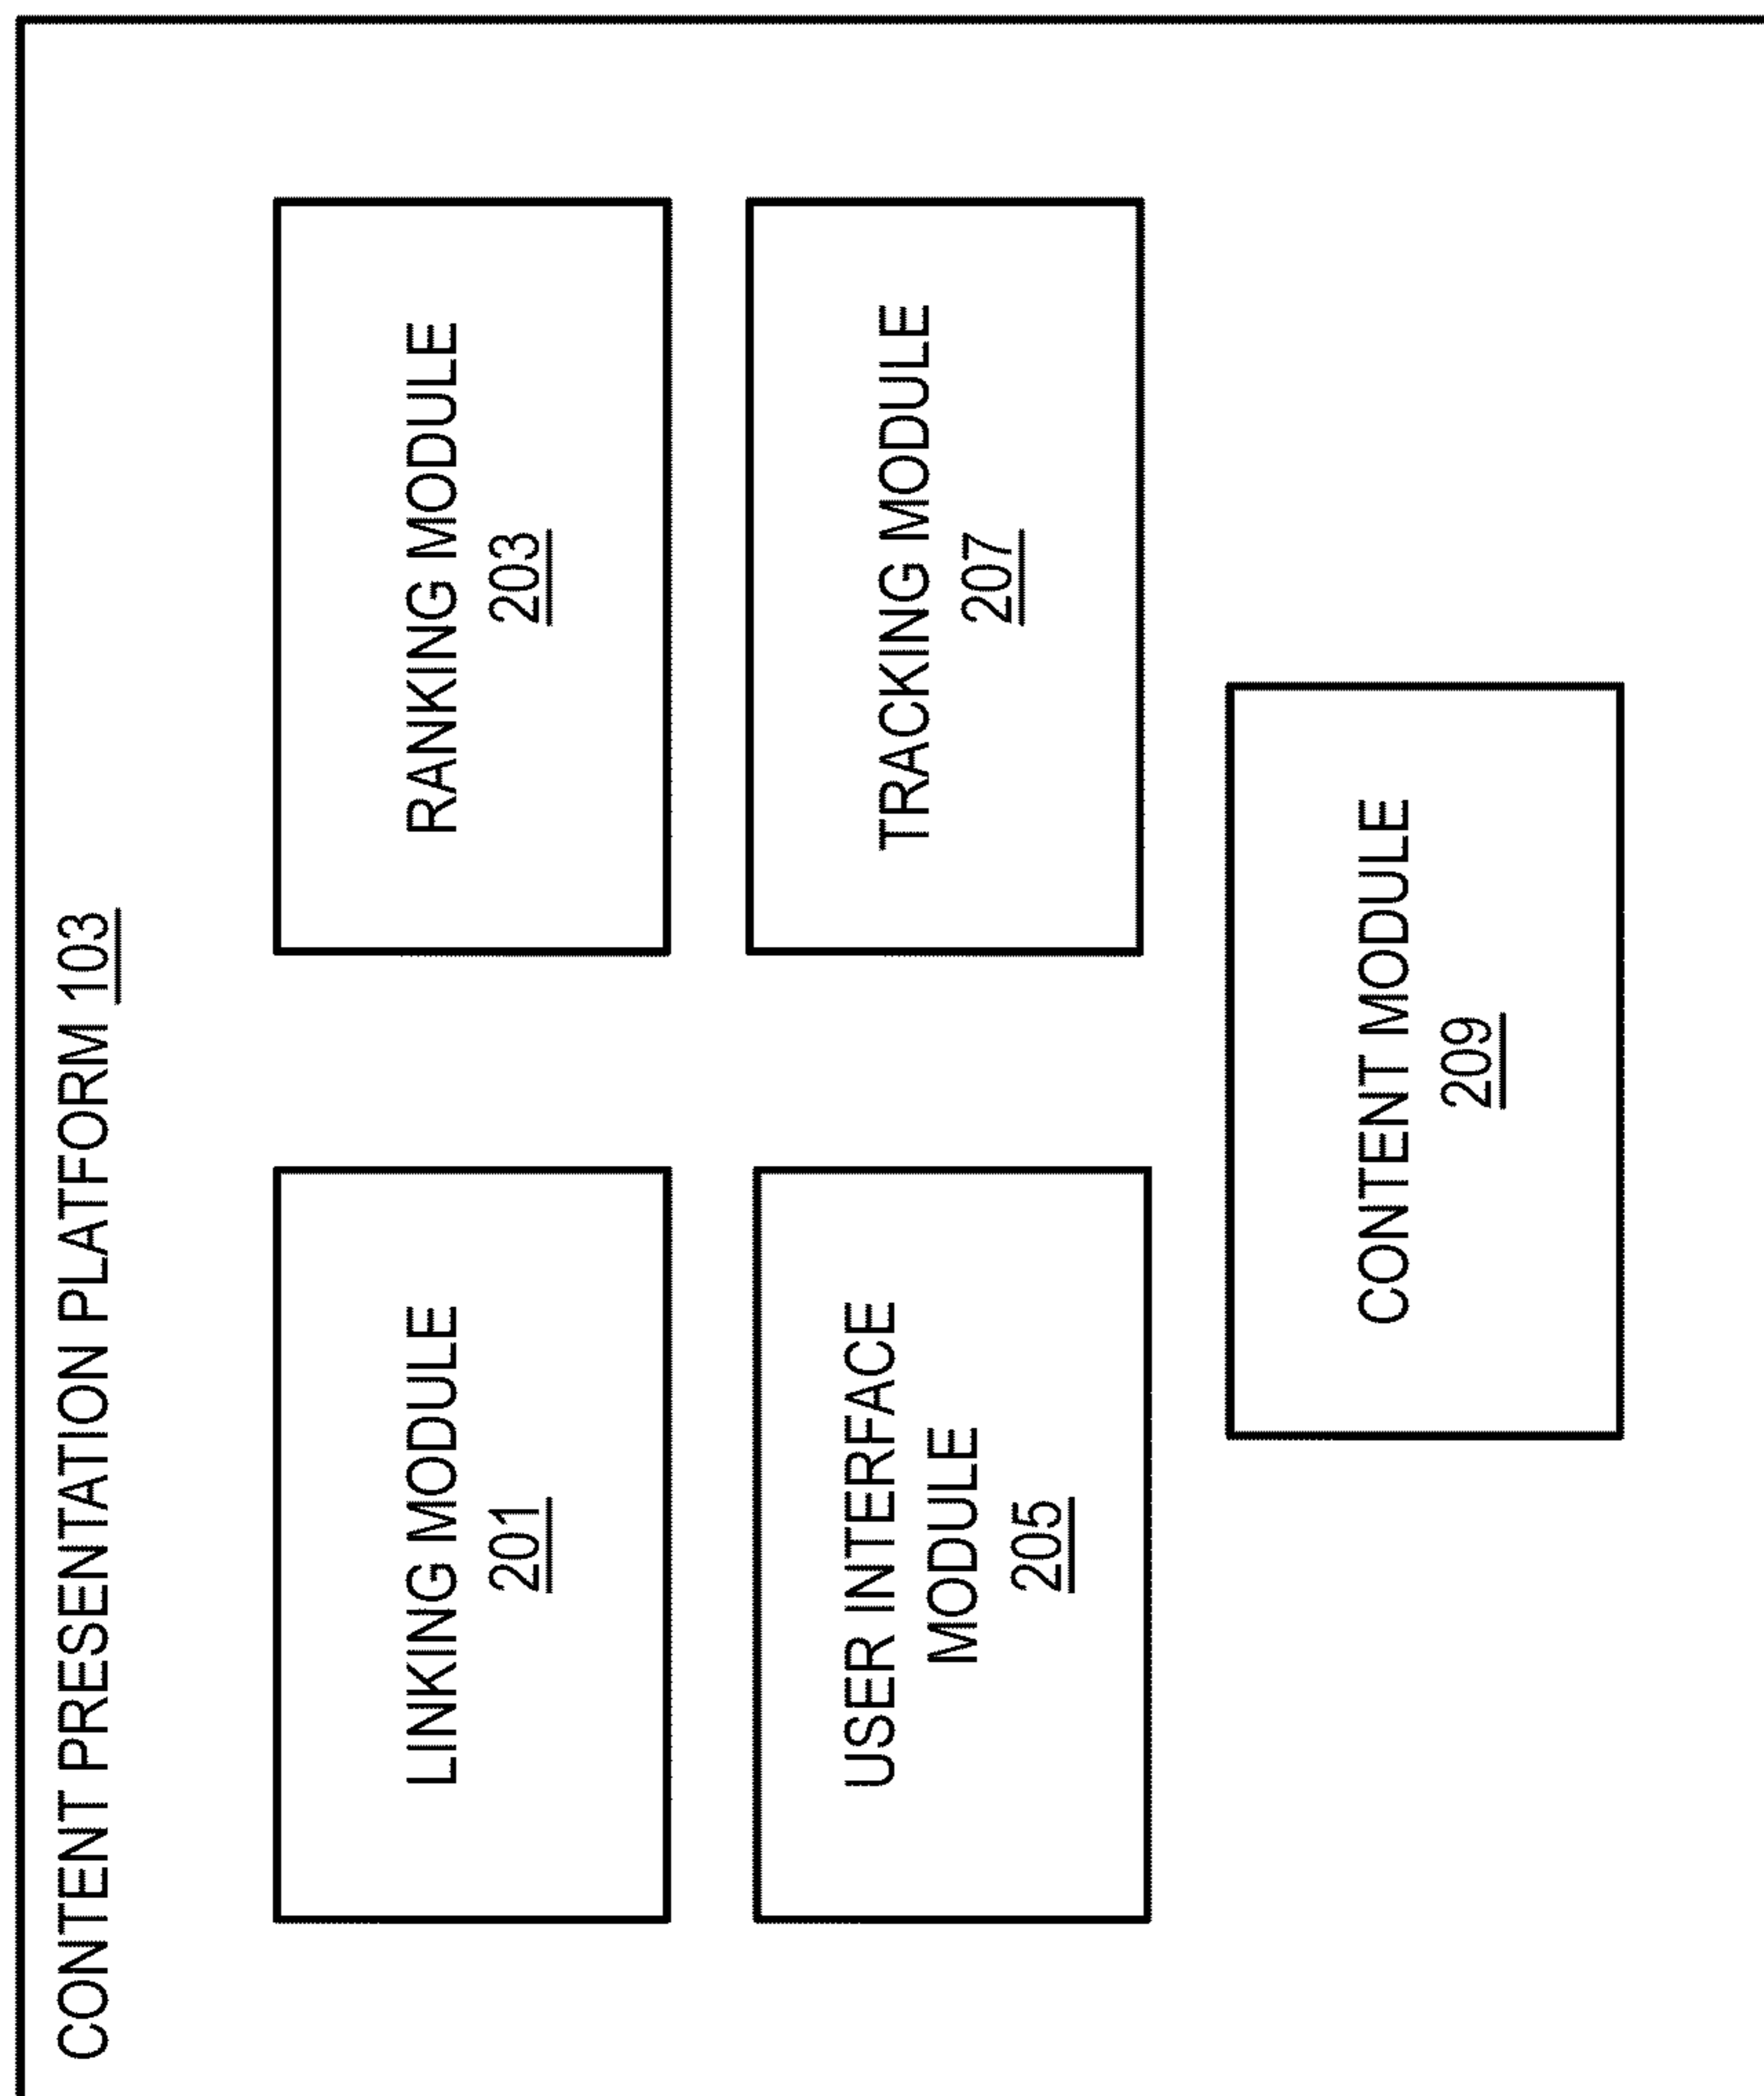 CONTENT PRESENTATION PLATFORM 103
LINKING MODULE
201
RANKING MODULE
203
USER INTERFACE
MODULE
205
TRACKING MODULE
207
CONTENT MODULE
209